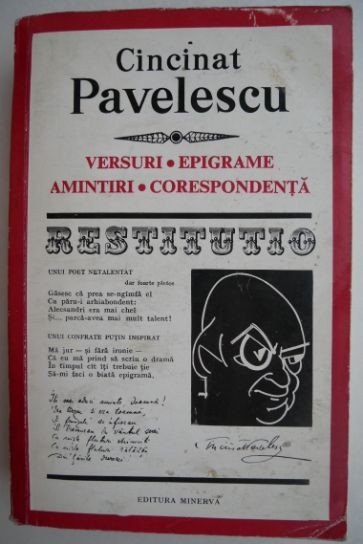 Cincinat
Pavelescu
VERSURI • EPIGRAME
AMINTIRI • CORESPONDENȚĂ
RESTITUTIO
UNUI POET NETALENTAT
dar foarte pletos
Găsesc că prea se-ngîmfă el
Cu păru-i arhiabondent:
Alecsandri era mai chel
Și... parcă-avea mai mult talent!
UNUI CONFRATE PUȚIN INSPIRAT
Mă jur — și fără ironie —
Că eu mă prind să scriu o dramă
În timpul cît îți trebuie ție
Să-mi faci o biată epigramă.
EDITURA MINERVA